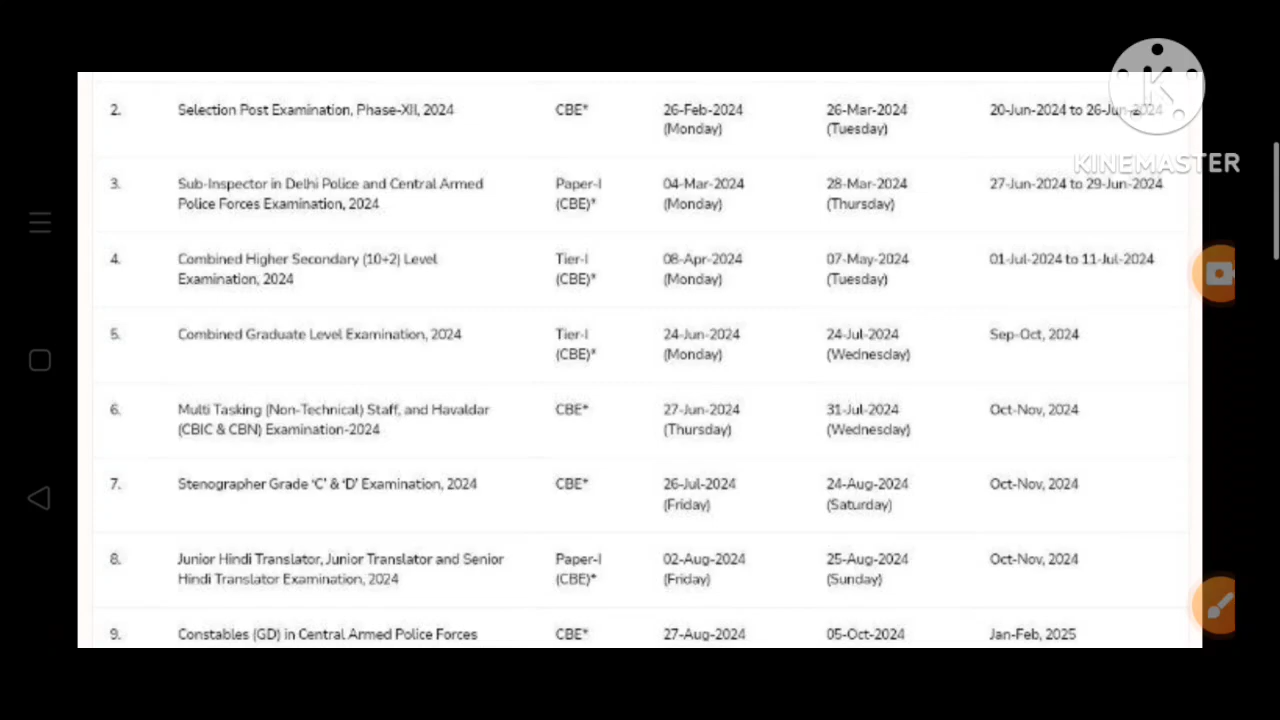 2. Selection Post Examination, Phase-XII, 2024 CBE* 26-Feb-2024 26-Mar-2024 20-Jun-2024 to 26-Jun-2024
(Monday) (Tuesday)
KINEMASTER
3. Sub-Inspector in Delhi Police and Central Armed Paper-I 04-Mar-2024 28-Mar-2024 27-Jun-2024 to 29-Jun-2024
Police Forces Examination, 2024 (CBE)* (Monday) (Thursday)
4. Combined Higher Secondary (10+2) Level Tier-I 08-Apr-2024 07-May-2024 01-Jul-2024 to 11-Jul-2024
Examination, 2024 (CBE)* (Monday) (Tuesday)
5. Combined Graduate Level Examination, 2024 Tier-I 24-Jun-2024 24-Jul-2024 Sep-Oct, 2024
(CBE)* (Monday) (Wednesday)
6. Multi Tasking (Non-Technical) Staff, and Havaldar CBE* 27-Jun-2024 31-Jul-2024 Oct-Nov, 2024
(CBIC & CBN) Examination-2024 (Thursday) (Wednesday)
7. Stenographer Grade 'C' & 'D' Examination, 2024 CBE* 26-Jul-2024 24-Aug-2024 Oct-Nov, 2024
(Friday) (Saturday)
8. Junior Hindi Translator, Junior Translator and Senior Paper-I 02-Aug-2024 25-Aug-2024 Oct-Nov, 2024
Hindi Translator Examination, 2024 (CBE)* (Friday) (Sunday)
9. Constables (GD) in Central Armed Police Forces CBE* 27-Aug-2024 05-Oct-2024 Jan-Feb, 2025